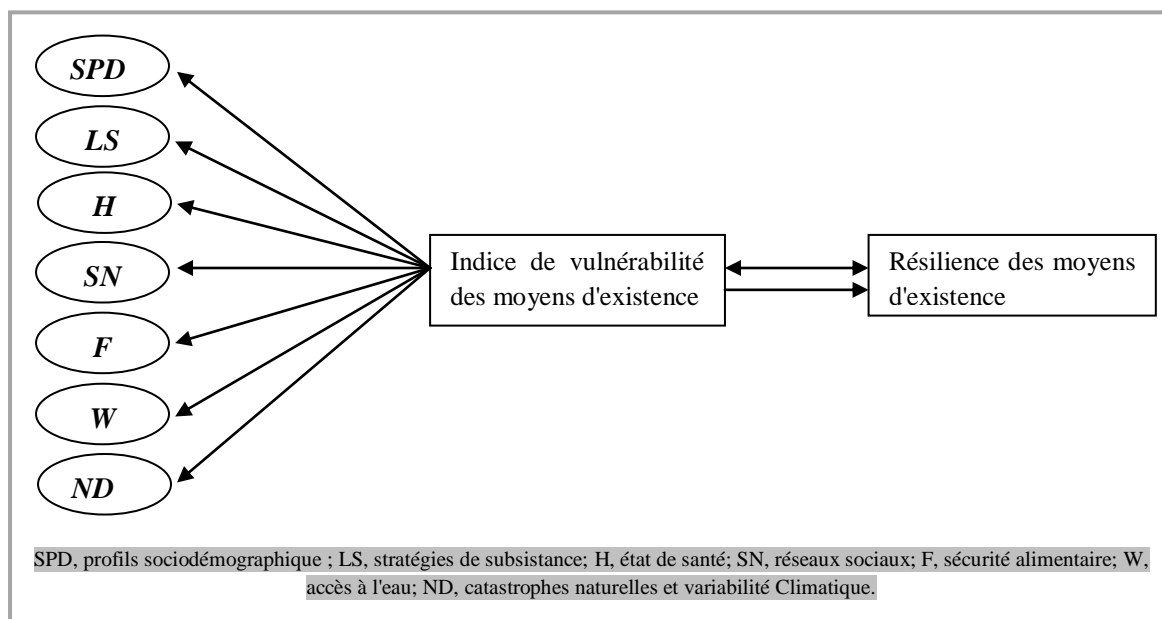 SPD
LS
H
SN
F
W
ND
Indice de vulnérabilité
des moyens d'existence
Résilience des moyens
d'existence
SPD, profils sociodémographique ; LS, stratégies de subsistance; H, état de santé; SN, réseaux sociaux; F, sécurité alimentaire; W,
accès à l'eau; ND, catastrophes naturelles et variabilité Climatique.